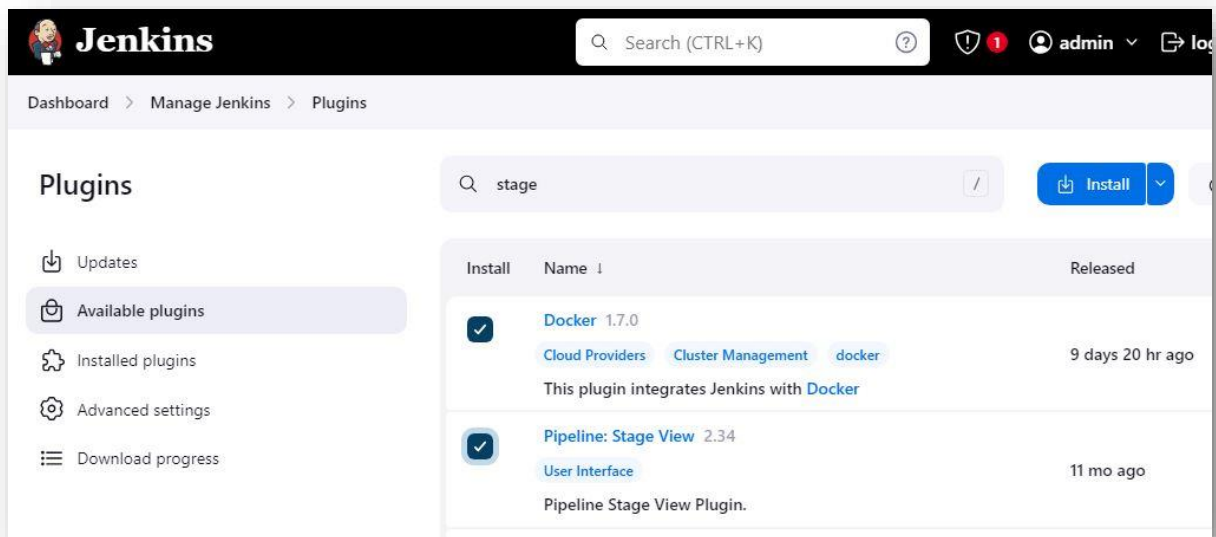 Jenkins
Search (CTRL+K)
?
1
admin
Dashboard > Manage Jenkins > Plugins
Plugins
stage
/
Install
Updates
Available plugins
Installed plugins
Advanced settings
Download progress
Install Name ↓ Released
Docker 1.7.0
Cloud Providers Cluster Management docker
This plugin integrates Jenkins with Docker
9 days 20 hr ago
Pipeline: Stage View 2.34
User Interface
Pipeline Stage View Plugin.
11 mo ago